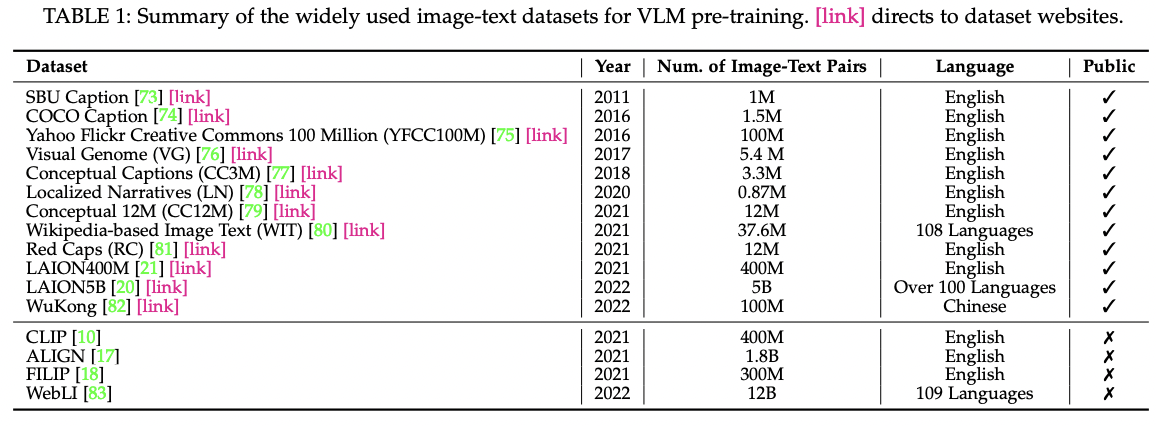 TABLE 1: Summary of the widely used image-text datasets for VLM pre-training. [link] directs to dataset websites.
Dataset Year Num. of Image-Text Pairs Language Public
SBU Caption [73] [link] 2011 1M English ✓
COCO Caption [74] [link] 2016 1.5M English ✓
Yahoo Flickr Creative Commons 100 Million (YFCC100M) [75] [link] 2016 100M English ✓
Visual Genome (VG) [76] [link] 2017 5.4 M English ✓
Conceptual Captions (CC3M) [77] [link] 2018 3.3M English ✓
Localized Narratives (LN) [78] [link] 2020 0.87M English ✓
Conceptual 12M (CC12M) [79] [link] 2021 12M English ✓
Wikipedia-based Image Text (WIT) [80] [link] 2021 37.6M 108 Languages ✓
Red Caps (RC) [81] [link] 2021 12M English ✓
LAION400M [21] [link] 2021 400M English ✓
LAION5B [20] [link] 2022 5B Over 100 Languages ✓
WuKong [82] [link] 2022 100M Chinese ✓
CLIP [10] 2021 400M English ✗
ALIGN [17] 2021 1.8B English ✗
FILIP [18] 2021 300M English ✗
WebLI [83] 2022 12B 109 Languages ✗